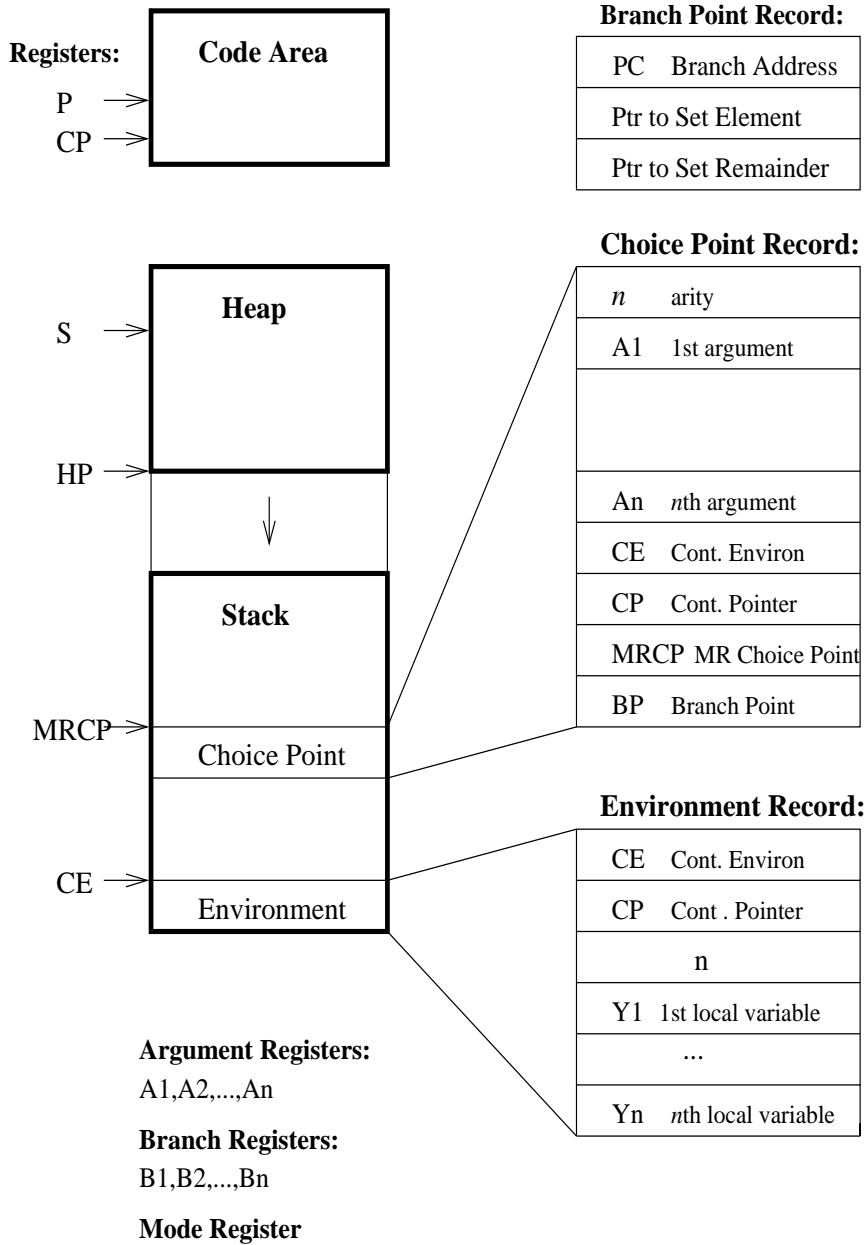 Registers:
P
CP
Code Area
S
HP
Heap
Stack
MRCP
Choice Point
CE
Environment
Argument Registers:
A1,A2,...,An
Branch Registers:
B1,B2,...,Bn
Mode Register
Branch Point Record:
PC Branch Address
Ptr to Set Element
Ptr to Set Remainder
Choice Point Record:
n arity
A1 1st argument
An nth argument
CE Cont. Environ
CP Cont. Pointer
MRCP MR Choice Point
BP Branch Point
Environment Record:
CE Cont. Environ
CP Cont . Pointer
n
Y1 1st local variable
...
Yn nth local variable